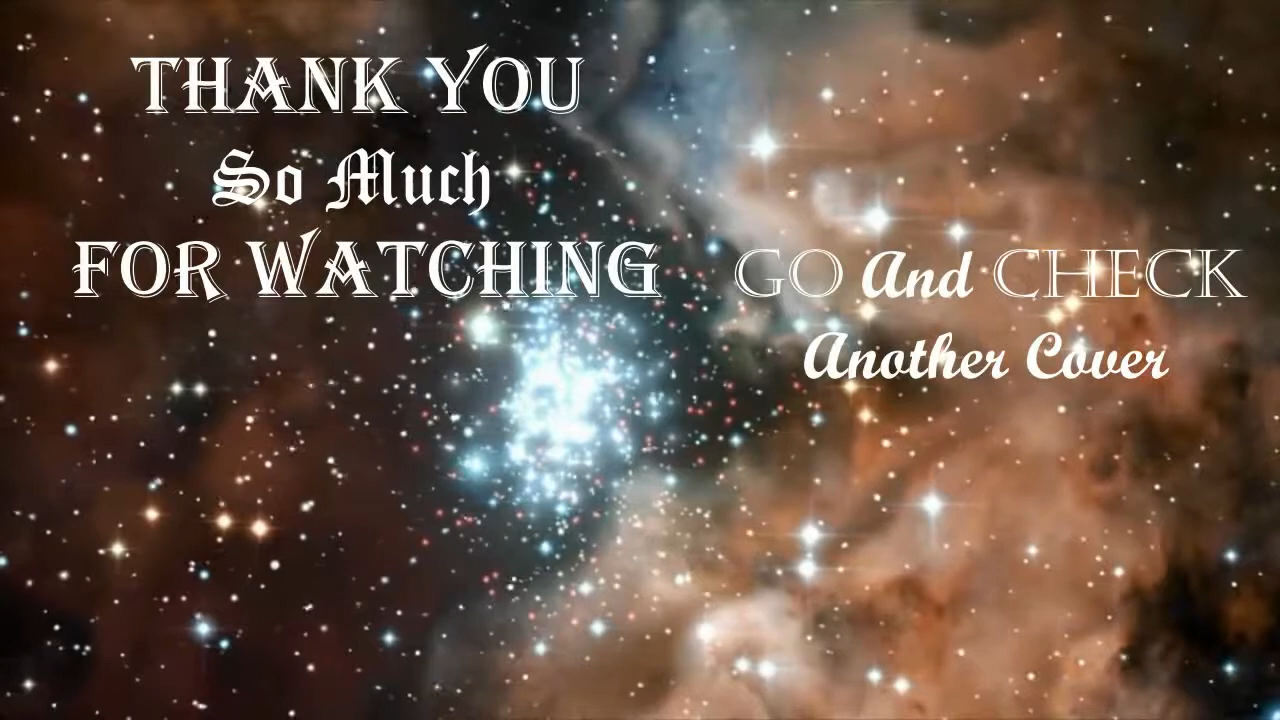 THANK YOU
So Much
FOR WATCHING
GO And CHECK
Another Cover